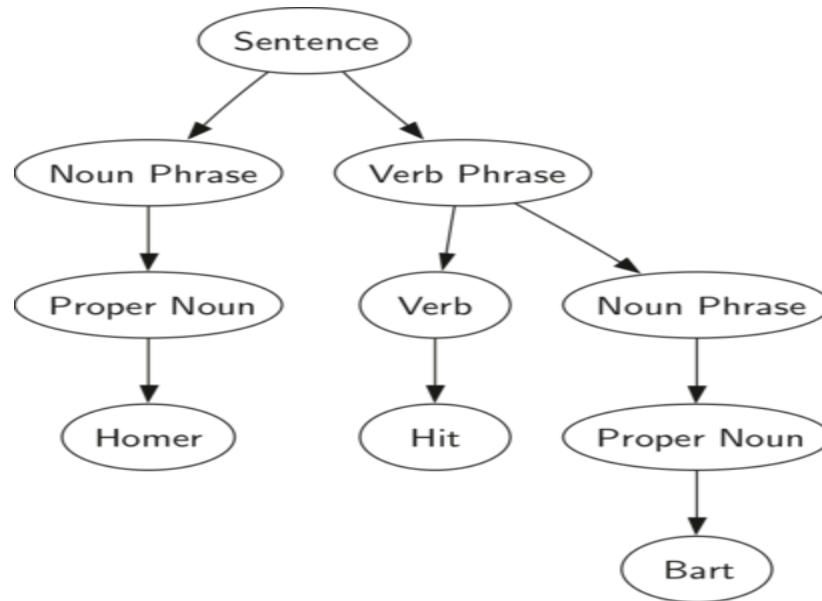 Sentence
Noun Phrase
Verb Phrase
Proper Noun
Verb
Noun Phrase
Homer
Hit
Proper Noun
Bart